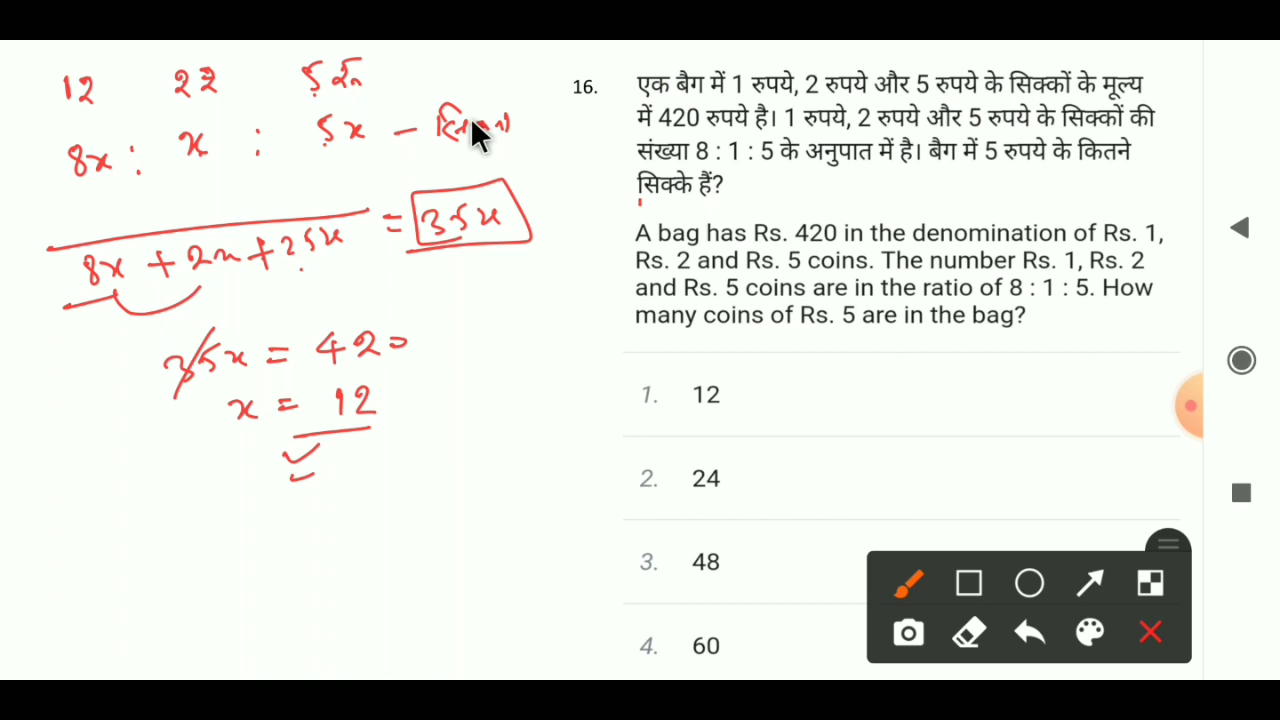 8x : x : 5x –
8x + 2x + 25x = 35x
35x = 420
x = 12
16. एक बैग में 1 रुपये, 2 रुपये और 5 रुपये के सिक्कों के मूल्य
में 420 रुपये है। 1 रुपये, 2 रुपये और 5 रुपये के सिक्कों की
संख्या 8 : 1 : 5 के अनुपात में है। बैग में 5 रुपये के कितने
सिक्के हैं?
A bag has Rs. 420 in the denomination of Rs. 1,
Rs. 2 and Rs. 5 coins. The number Rs. 1, Rs. 2
and Rs. 5 coins are in the ratio of 8 : 1 : 5. How
many coins of Rs. 5 are in the bag?
1. 12
2. 24
3. 48
4. 60